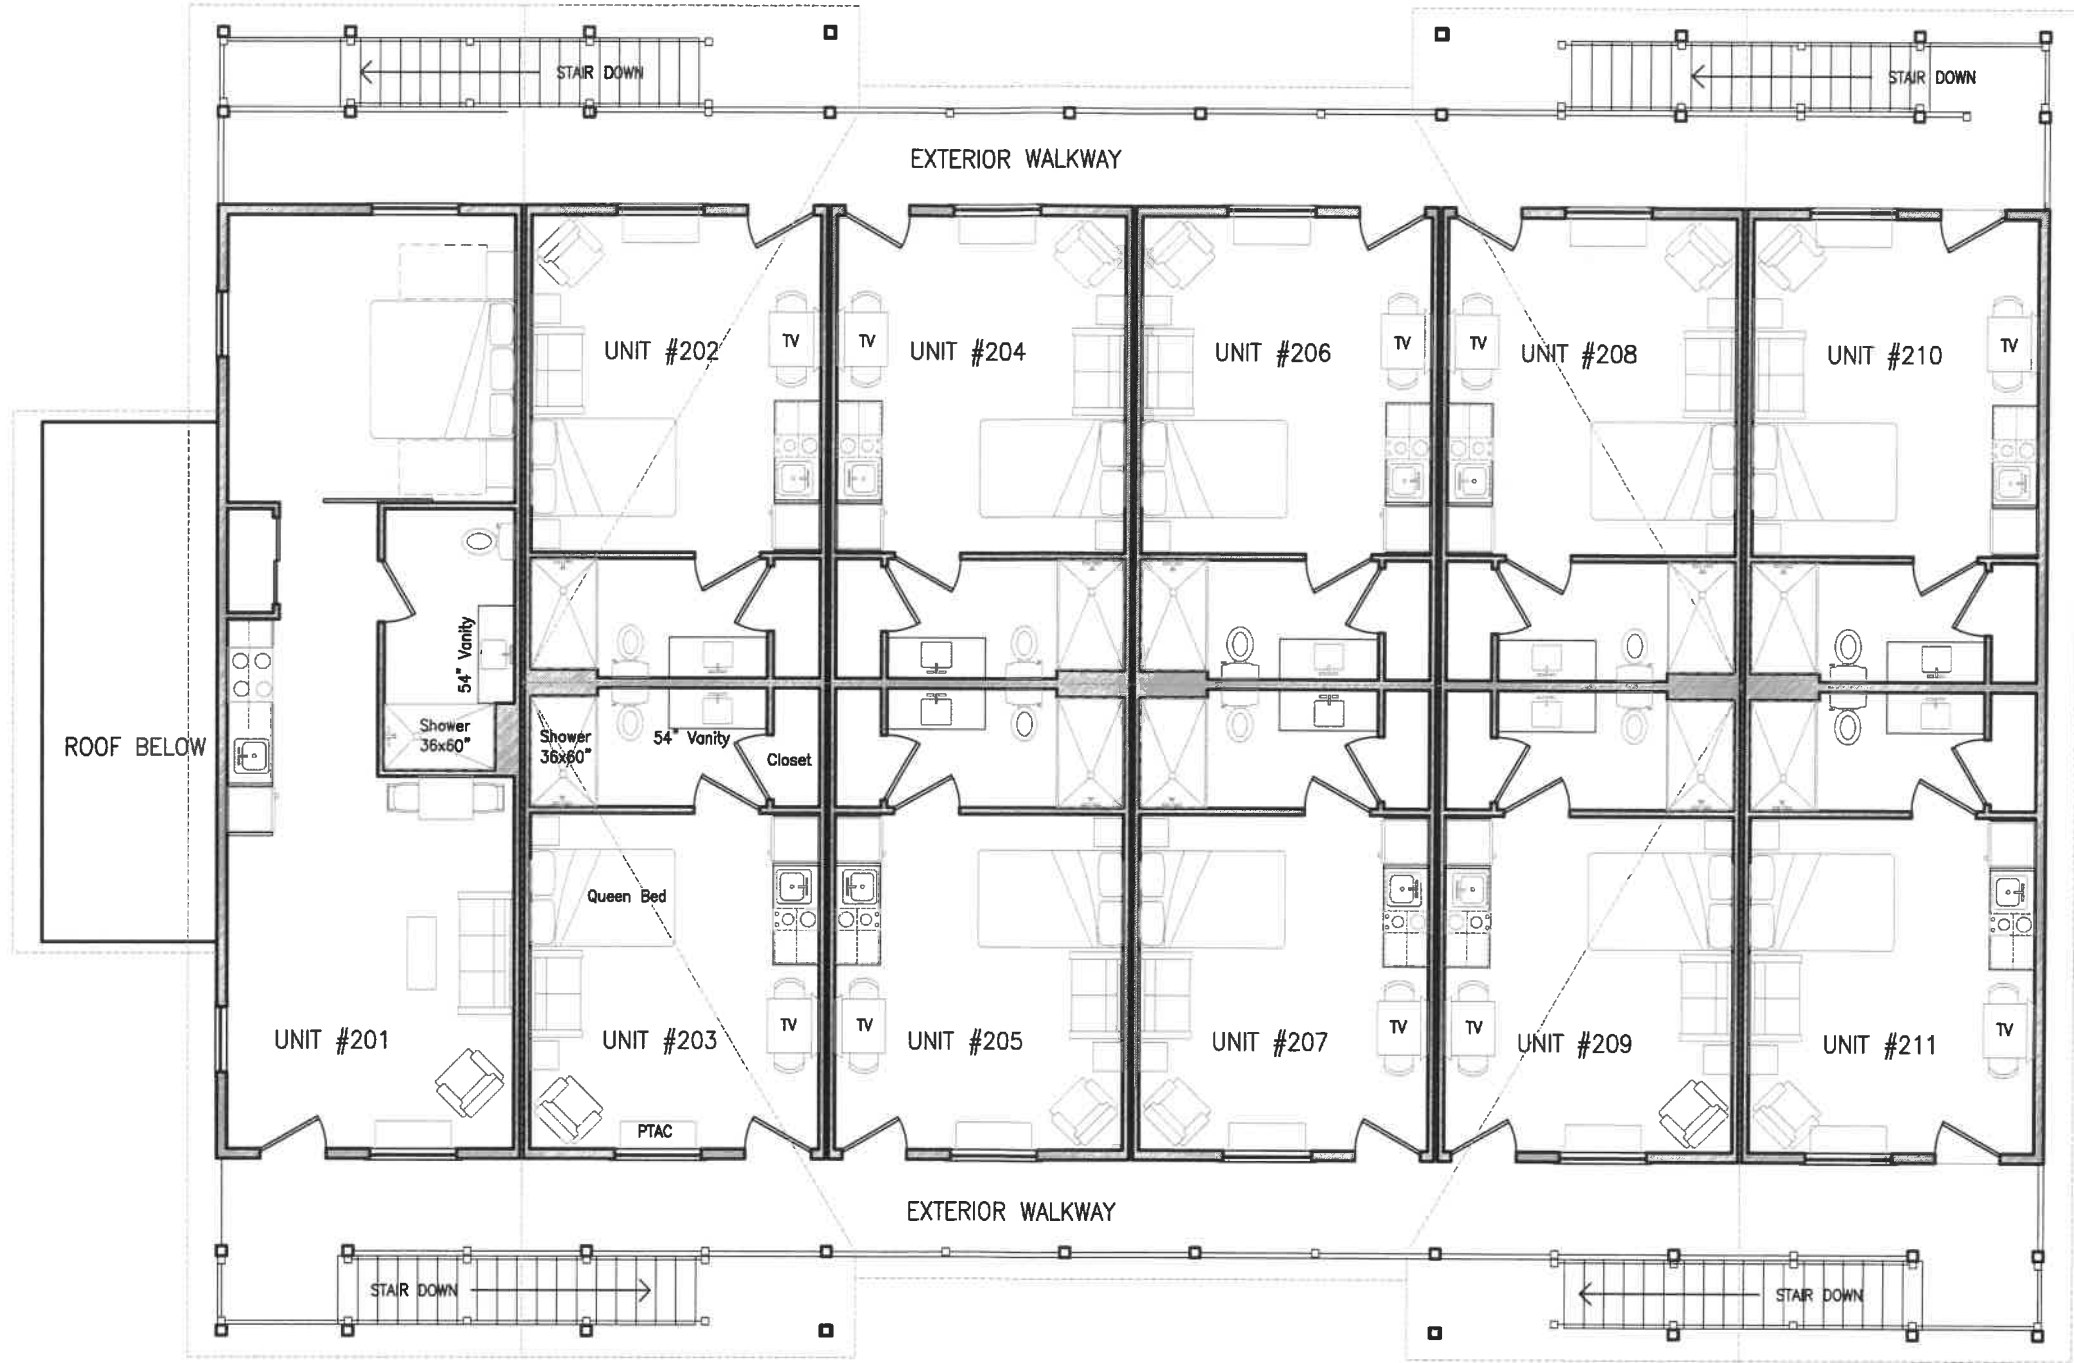 STAIR DOWN
STAIR DOWN
EXTERIOR WALKWAY
UNIT #202
TV
TV
UNIT #204
UNIT #206
TV
TV
UNIT #208
UNIT #210
TV
54" Vanity
Shower
36x60"
ROOF BELOW
Shower
36x60"
54" Vanity
Closet
Queen Bed
UNIT #201
UNIT #203
TV
TV
UNIT #205
UNIT #207
TV
TV
UNIT #209
UNIT #211
TV
PTAC
EXTERIOR WALKWAY
STAIR DOWN
STAIR DOWN